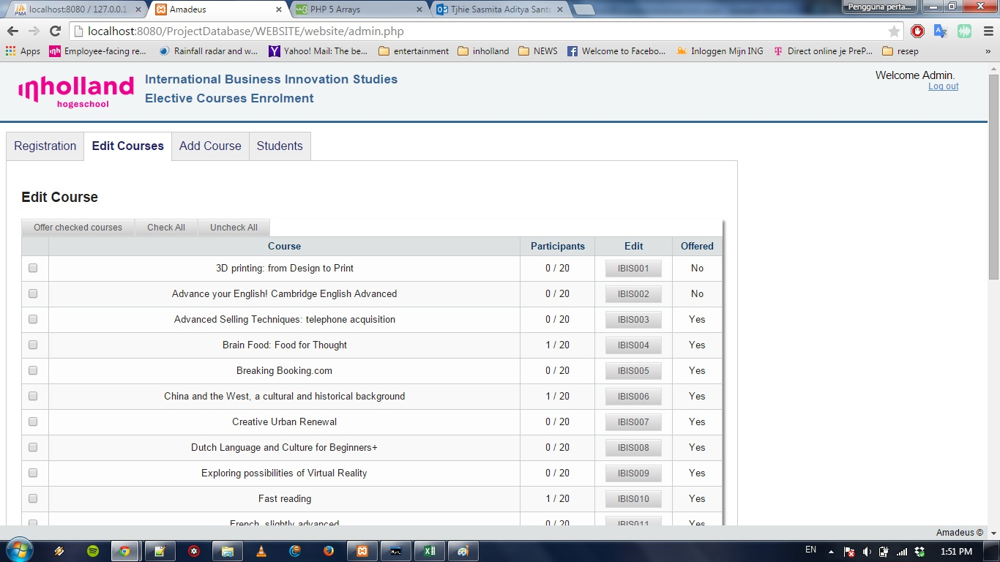 localhost:8080 / 127.0.0.1
Amadeus
PHP 5 Arrays
Tjhie Sasmita Aditya Santo
Pengguna perta...
localhost:8080/ProjectDatabase/WEBSITE/website/admin.php
Apps
Employee-facing re...
Rainfall radar and w...
Yahoo! Mail: The be...
entertainment
inholland
NEWS
Welcome to Facebo...
Inloggen Mijn ING
Direct online je PreP...
resep
»
inholland
hogeschool
International Business Innovation Studies
Elective Courses Enrolment
Welcome Admin.
Log out
Registration
Edit Courses
Add Course
Students
Edit Course
Offer checked courses
Check All
Uncheck All
Course Participants Edit Offered
3D printing: from Design to Print 0 / 20 IBIS001 No
Advance your English! Cambridge English Advanced 0 / 20 IBIS002 No
Advanced Selling Techniques: telephone acquisition 0 / 20 IBIS003 Yes
Brain Food: Food for Thought 1 / 20 IBIS004 Yes
Breaking Booking.com 0 / 20 IBIS005 Yes
China and the West, a cultural and historical background 1 / 20 IBIS006 Yes
Creative Urban Renewal 0 / 20 IBIS007 Yes
Dutch Language and Culture for Beginners+ 0 / 20 IBIS008 Yes
Exploring possibilities of Virtual Reality 0 / 20 IBIS009 Yes
Fast reading 1 / 20 IBIS010 Yes
French, slightly advanced 0 / 20 IBIS011 Yes
Amadeus ©
EN
1:51 PM